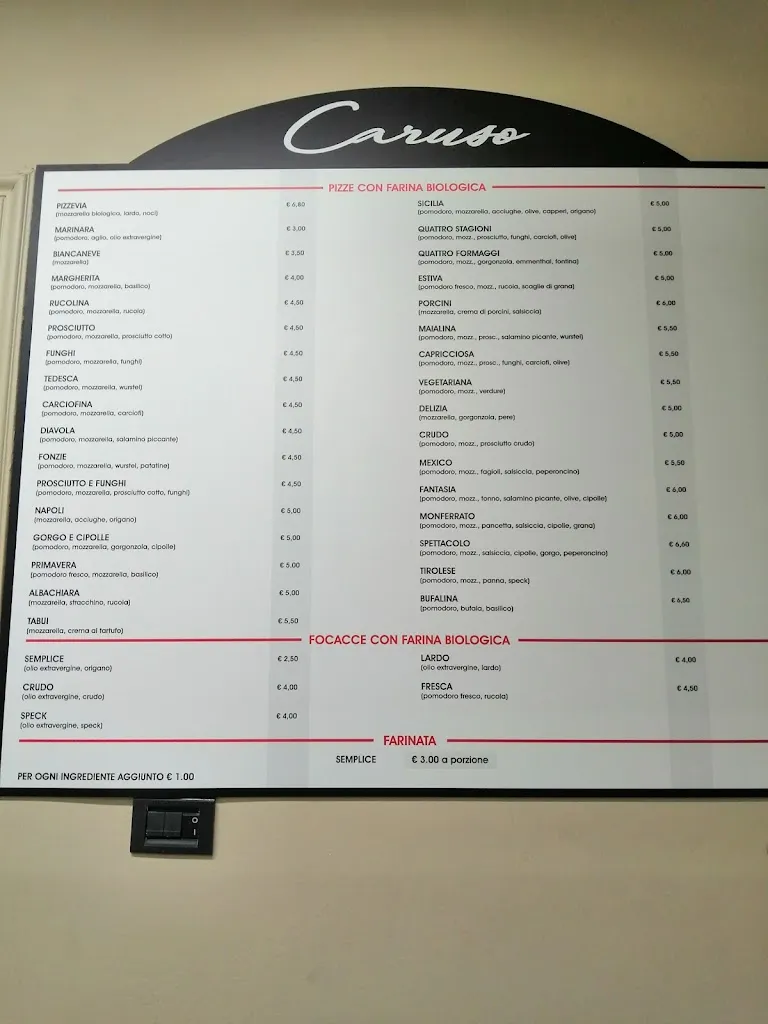 Caruso
PIZZE CON FARINA BIOLOGICA
PIZZEVIA € 6,80
(mozzarella biologica, lardo, noci)
MARINARA € 3,00
(pomodoro, aglio, olio extravergine)
BIANCANEVE € 3,50
(mozzarella)
MARGHERITA € 4,00
(pomodoro, mozzarella, basilico)
RUCOLINA € 4,50
(pomodoro, mozzarella, rucola)
PROSCIUTTO € 4,50
(pomodoro, mozzarella, prosciutto cotto)
FUNGHI € 4,50
(pomodoro, mozzarella, funghi)
TEDESCA € 4,50
(pomodoro, mozzarella, wurstel)
CARCIOFINA € 4,50
(pomodoro, mozzarella, carciofi)
DIAVOLA € 4,50
(pomodoro, mozzarella, salamino piccante)
FONZIE € 4,50
(pomodoro, mozzarella, wurstel, patatine)
PROSCIUTTO E FUNGHI € 4,50
(pomodoro, mozzarella, prosciutto cotto, funghi)
NAPOLI € 5,00
(mozzarella, acciughe, origano)
GORGO E CIPOLLE € 5,00
(pomodoro, mozzarella, gorgonzola, cipolle)
PRIMAVERA € 5,00
(pomodoro fresco, mozzarella, basilico)
ALBACHIARA € 5,00
(mozzarella, stracchino, rucola)
TABUI € 5,50
(mozzarella, crema al tartufo)
SICILIA € 5,00
(pomodoro, mozzarella, acciughe, olive, capperi, origano)
QUATTRO STAGIONI € 5,00
(pomodoro, mozz., prosciutto, funghi, carciofi, olive)
QUATTRO FORMAGGI € 5,00
(pomodoro, mozz., gorgonzola, emmenthal, fontina)
ESTIVA € 5,00
(pomodoro fresco, mozz., rucola, scaglie di grana)
PORCINI € 6,00
(mozzarella, crema di porcini, salsiccia)
MAIALINA € 5,50
(pomodoro, mozz., prosc., salamino picante, wurstel)
CAPRICCIOSA € 5,50
(pomodoro, mozz., prosc., funghi, carciofi, olive)
VEGETARIANA € 5,50
(pomodoro, mozz., verdure)
DELIZIA € 5,00
(mozzarella, gorgonzola, pere)
CRUDO € 5,00
(pomodoro, mozz., prosciutto crudo)
MEXICO € 5,50
(pomodoro, mozz., fagioli, salsiccia, peperoncino)
FANTASIA € 6,00
(pomodoro, mozz., tonno, salamino picante, olive, cipolle)
MONFERRATO € 6,00
(pomodoro, mozz., pancetta, salsiccia, cipolle, grana)
SPETTACOLO € 6,50
(pomodoro, mozz., salsiccia, cipolle, gorgo, peperoncino)
TIROLESE € 6,00
(pomodoro, mozz., panna, speck)
BUFALINA € 6,50
(pomodoro, bufala, basilico)
FOCACCE CON FARINA BIOLOGICA
SEMPLICE € 2,50
(olio extravergine, origano)
CRUDO € 4,00
(olio extravergine, crudo)
SPECK € 4,00
(olio extravergine, speck)
LARDO € 4,00
(olio extravergine, lardo)
FRESCA € 4,50
(pomodoro fresco, rucola)
FARINATA
SEMPLICE € 3.00 a porzione
PER OGNI INGREDIENTE AGGIUNTO € 1.00
O
I